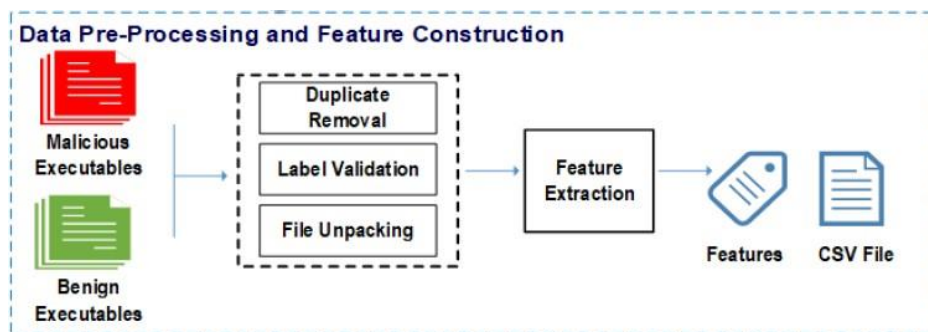 Data Pre-Processing and Feature Construction
Malicious
Executables
Benign
Executables
Duplicate
Removal
Label Validation
File Unpacking
Feature
Extraction
Features
CSV File